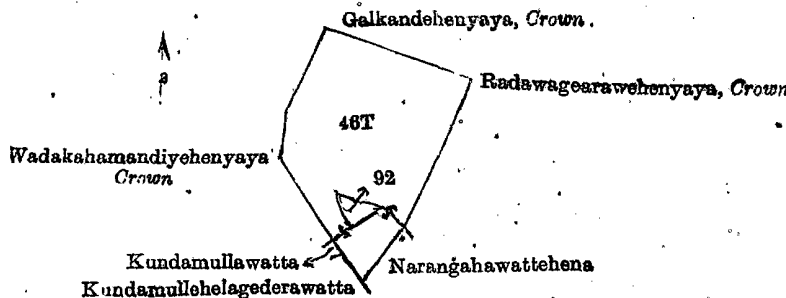 Galkandehenyaya, Crown.
Radawagearawehenyaya, Crown
46T
Wadakahamandiyehenyaya
Crown
92
Kundamullawatta
Narangahawattehena
Kundamullehelagederawatta